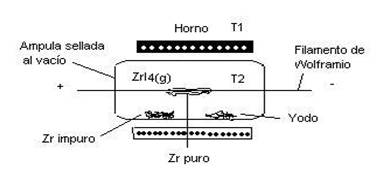 Horno T1
Ampula sellada
al vacío
Filamento de
Wolframio
ZrI4(g) T2
+
-
Zr impuro
Yodo
Zr puro